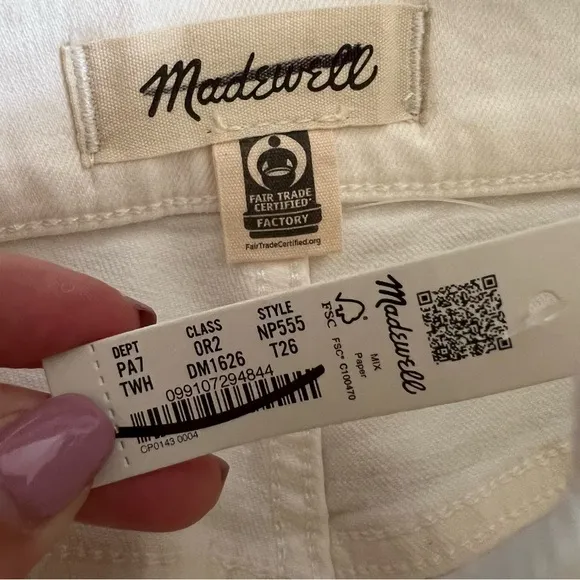 Madewell
FAIR TRADE
CERTIFIED
FACTORY
FairTradeCertified.org
DEPT CLASS STYLE
PA7 0R2 NP555
TWH DM1626 T26
099107294844
CP0143 0004
FSC
MIX
Paper
FSC® C100470
Madewell